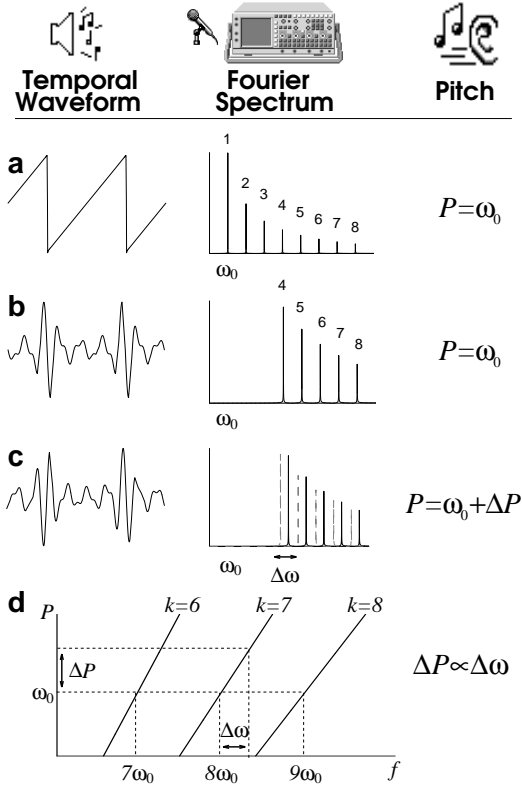 Temporal Waveform
Fourier Spectrum
Pitch
a
1
2
3
4
5
6
7
8
ω₀
P=ω₀
b
4
5
6
7
8
ω₀
P=ω₀
c
ω₀
Δω
P=ω₀+ΔP
d
P
k=6
k=7
k=8
ΔP
ω₀
Δω
ΔP∝Δω
7ω₀
8ω₀
9ω₀
f